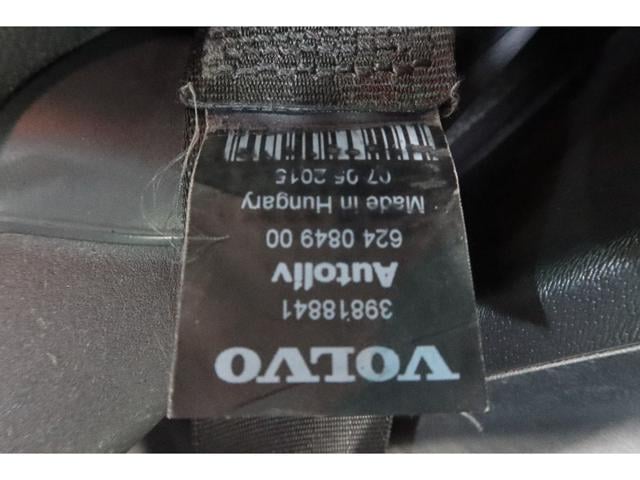 VOLVO
39818841
Autoliv
624 0849 00
Made in Hungary
07 05 2015